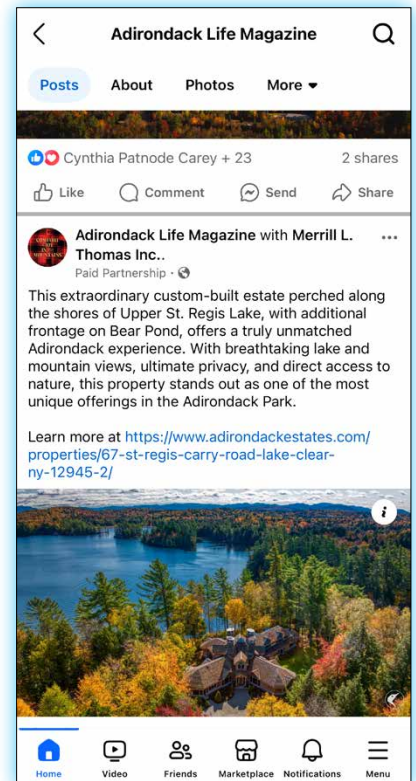 Adirondack Life Magazine
Posts About Photos More
Cynthia Patnode Carey + 23 2 shares
Like Comment Send Share
Adirondack Life Magazine with Merrill L.
Thomas Inc..
Paid Partnership ·
This extraordinary custom-built estate perched along
the shores of Upper St. Regis Lake, with additional
frontage on Bear Pond, offers a truly unmatched
Adirondack experience. With breathtaking lake and
mountain views, ultimate privacy, and direct access to
nature, this property stands out as one of the most
unique offerings in the Adirondack Park.
Learn more at https://www.adirondackestates.com/
properties/67-st-regis-carry-road-lake-clear-
ny-12945-2/
i
Home Video Friends Marketplace Notifications Menu